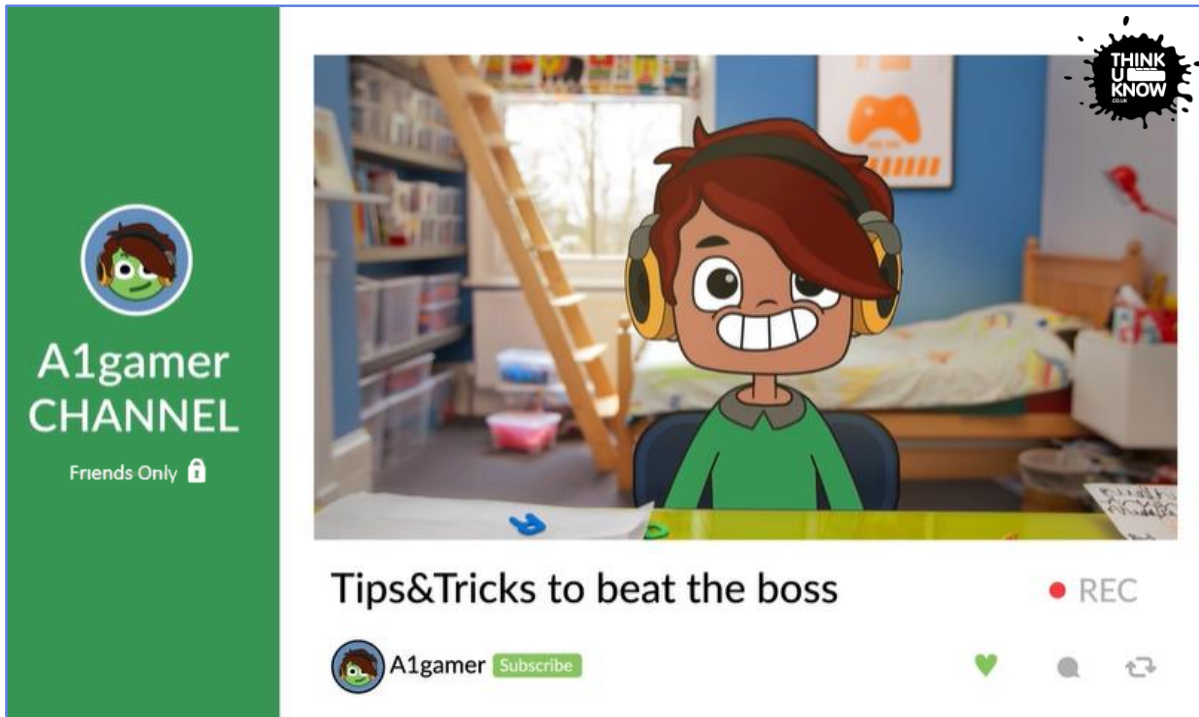 THINK
U
KNOW
.CO.UK
A1gamer
CHANNEL
Friends Only
Tips&Tricks to beat the boss
REC
A1gamer
Subscribe